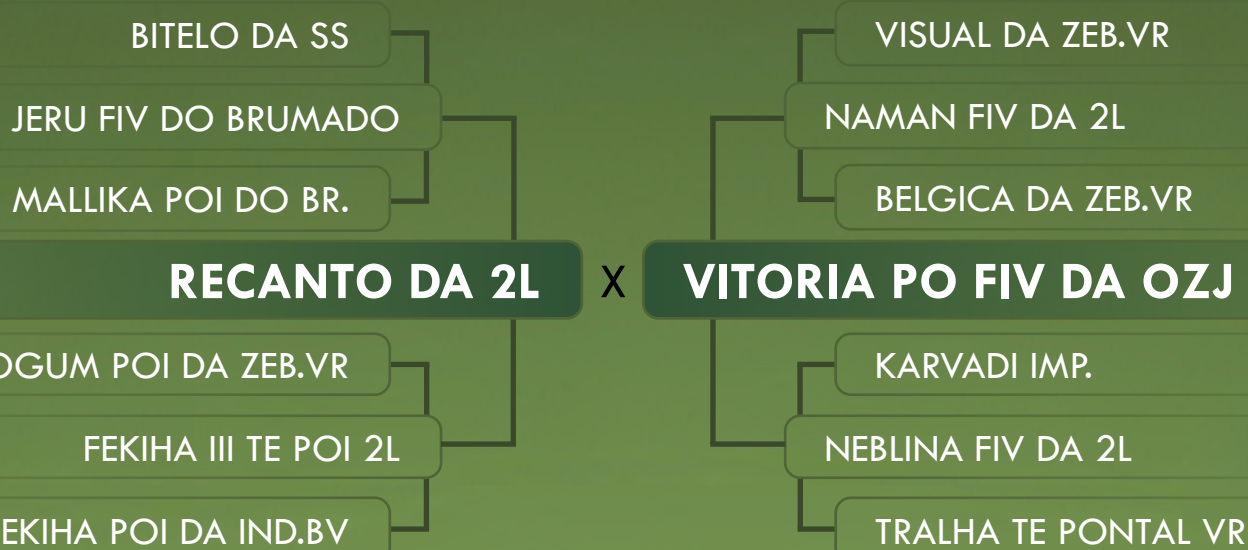 BITELO DA SS
JERU FIV DO BRUMADO
MALLIKA POI DO BR.
RECANTO DA 2L
OGUM POI DA ZEB.VR
FEKIHA III TE POI 2L
EKIHA POI DA IND.BV
X
VISUAL DA ZEB.VR
NAMAN FIV DA 2L
BELGICA DA ZEB.VR
VITORIA PO FIV DA OZJ
KARVADI IMP.
NEBLINA FIV DA 2L
TRALHA TE PONTAL VR